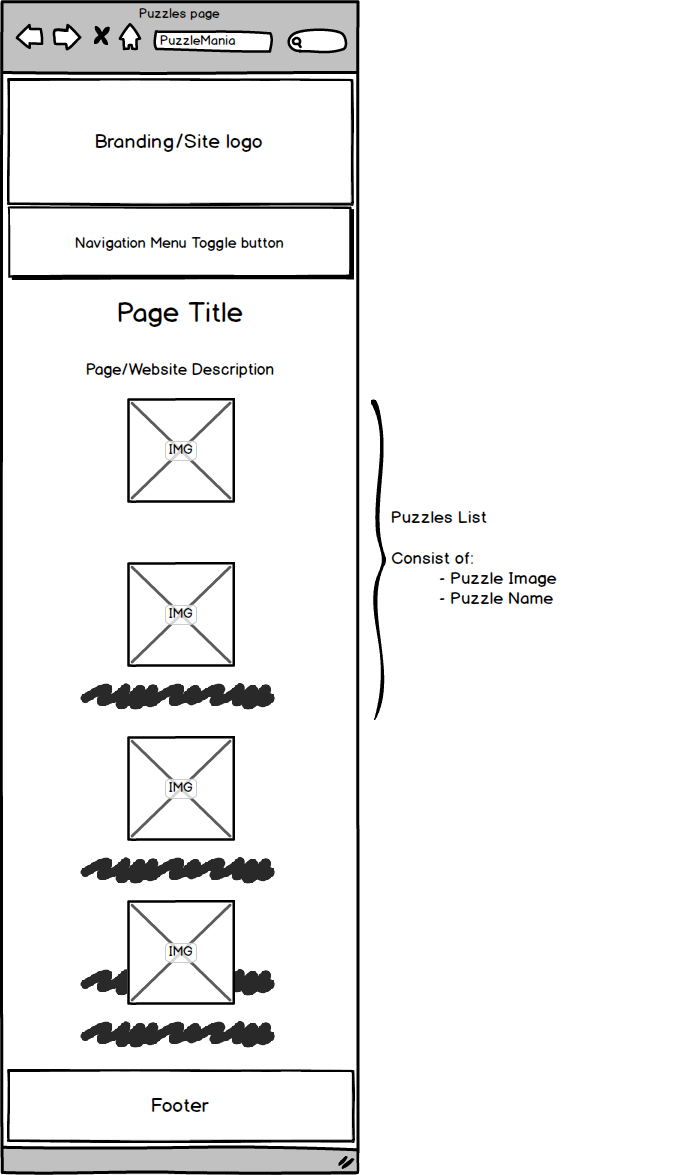 Puzzles page
PuzzleMania
Branding/Site logo
Navigation Menu Toggle button
Page Title
Page/Website Description
IMG
Puzzles List
Consist of:
- Puzzle Image
- Puzzle Name
IMG
IMG
IMG
Footer